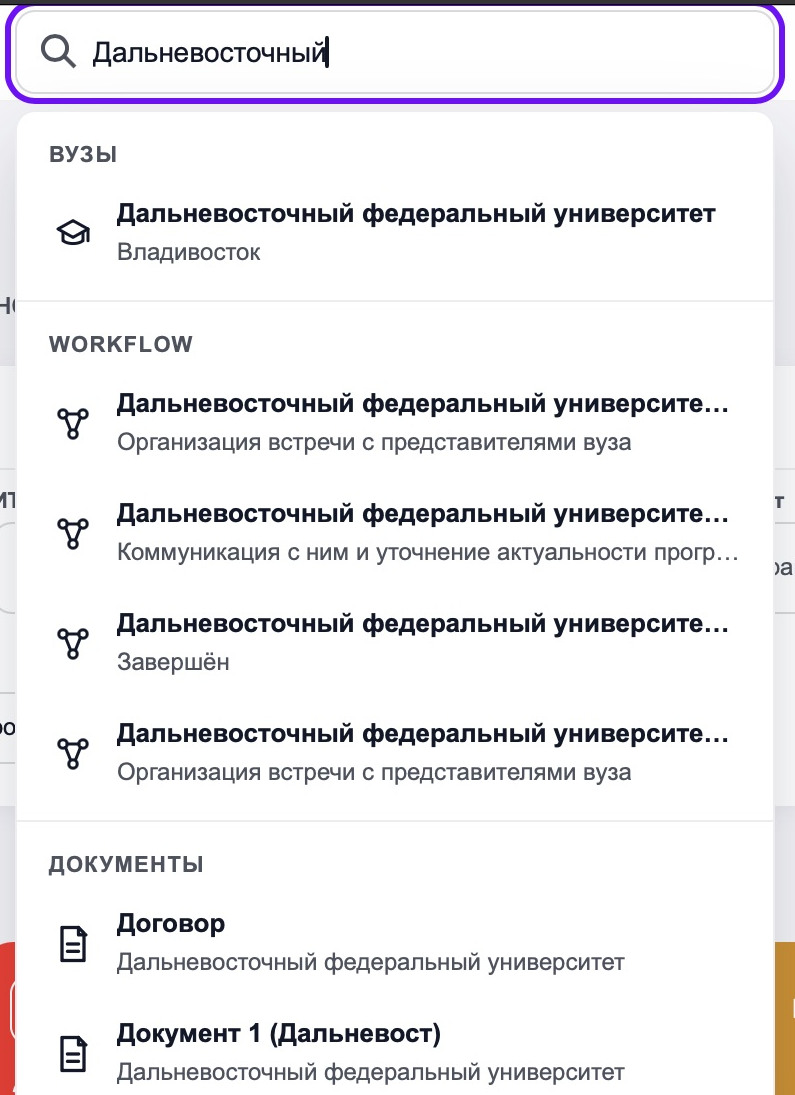 Дальневосточный
ВУЗЫ
Дальневосточный федеральный университет
Владивосток
WORKFLOW
Дальневосточный федеральный университе…
Организация встречи с представителями вуза
Дальневосточный федеральный университе…
Коммуникация с ним и уточнение актуальности прогр…
Дальневосточный федеральный университе…
Завершён
Дальневосточный федеральный университе…
Организация встречи с представителями вуза
ДОКУМЕНТЫ
Договор
Дальневосточный федеральный университет
Документ 1 (Дальневост)
Дальневосточный федеральный университет